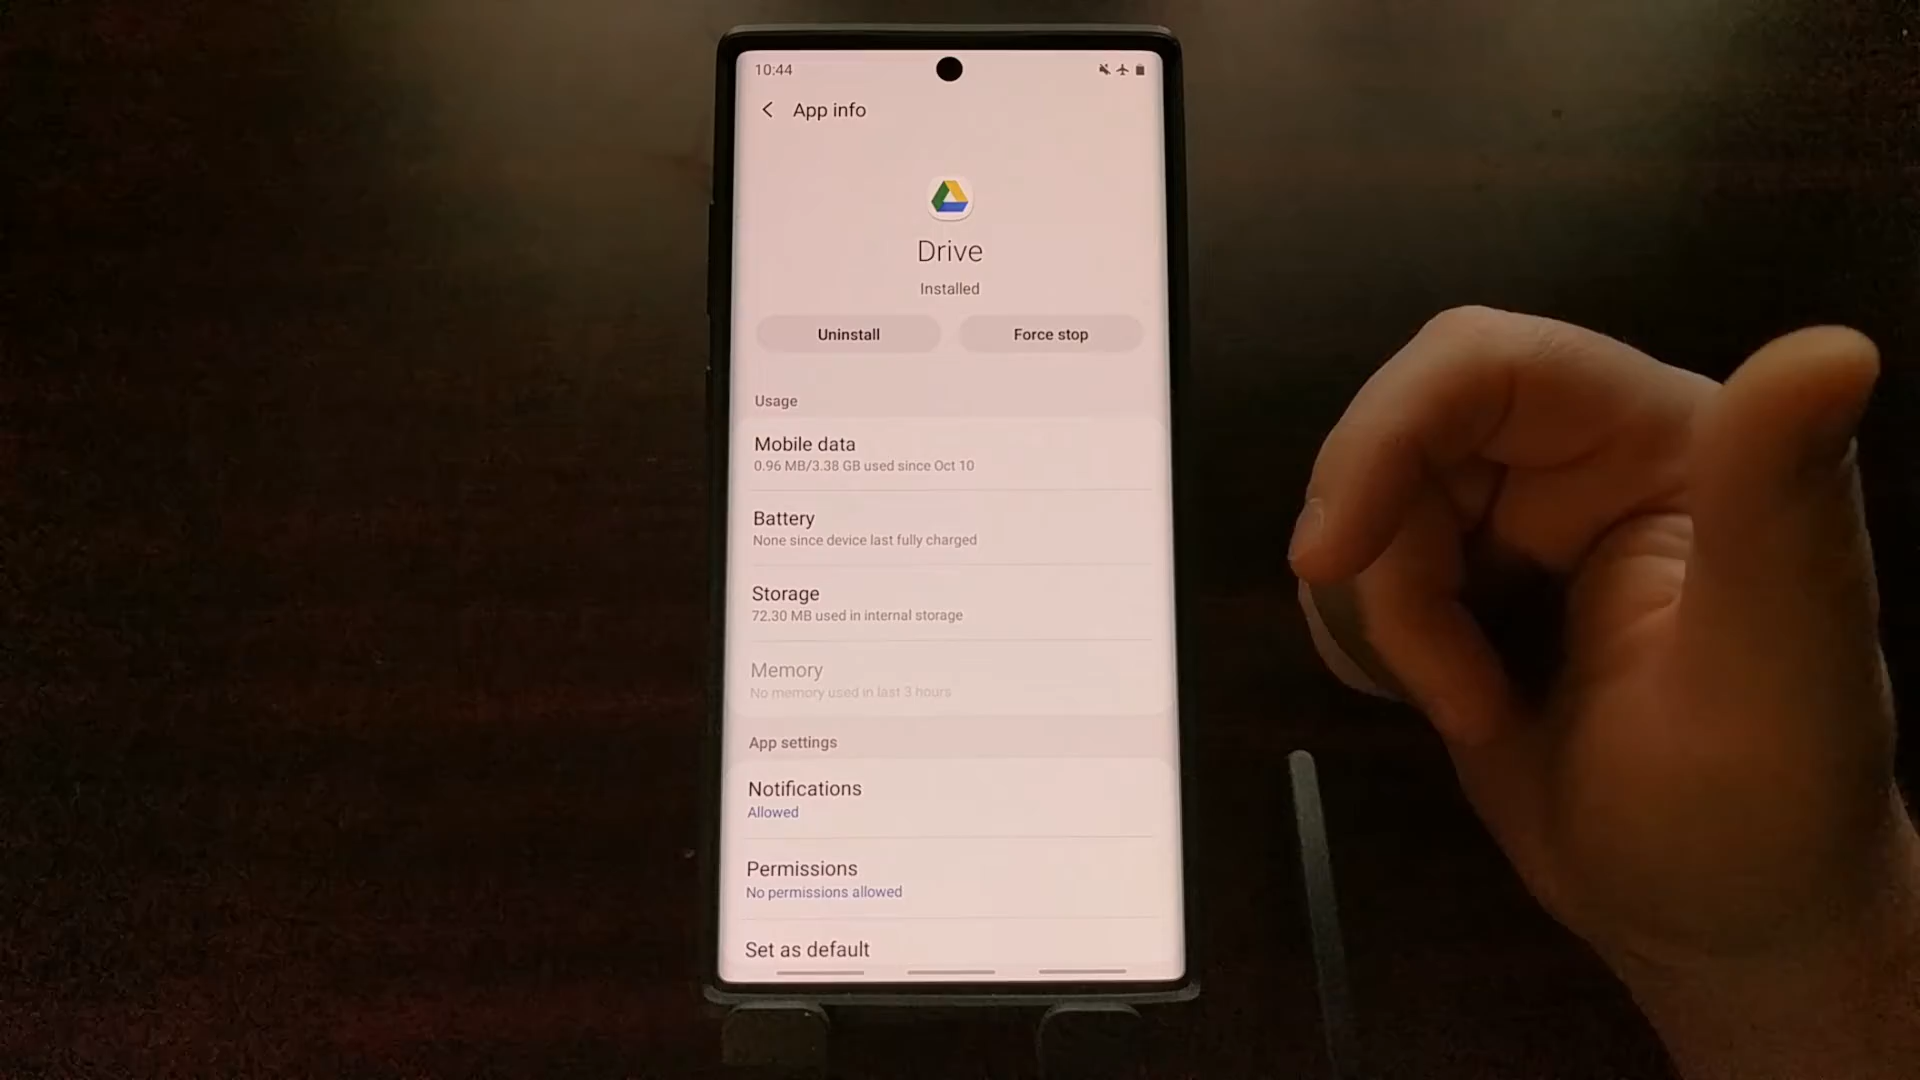 10:44
App info
Drive
Installed
Uninstall
Force stop
Usage
Mobile data
0.96 MB/3.38 GB used since Oct 10
Battery
None since device last fully charged
Storage
72.30 MB used in internal storage
Memory
No memory used in last 3 hours
App settings
Notifications
Allowed
Permissions
No permissions allowed
Set as default